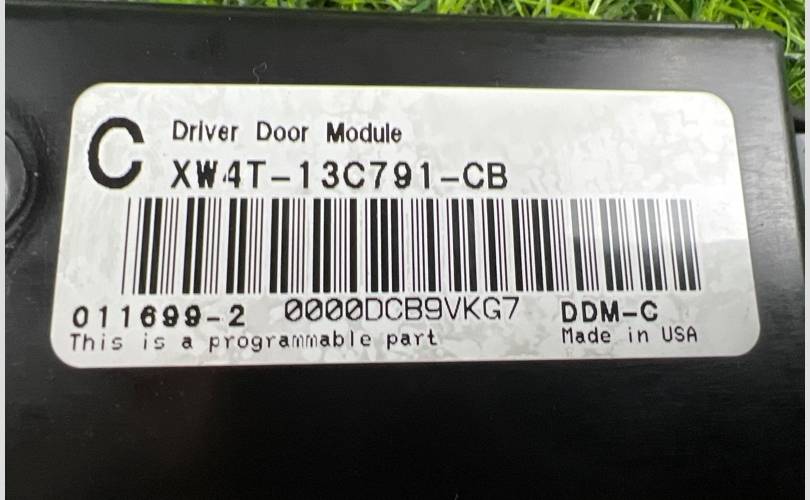 C
Driver Door Module
XW4T-13C791-CB
011699-2 0000DCB9VKG7 DDM-C
This is a programmable part Made in USA